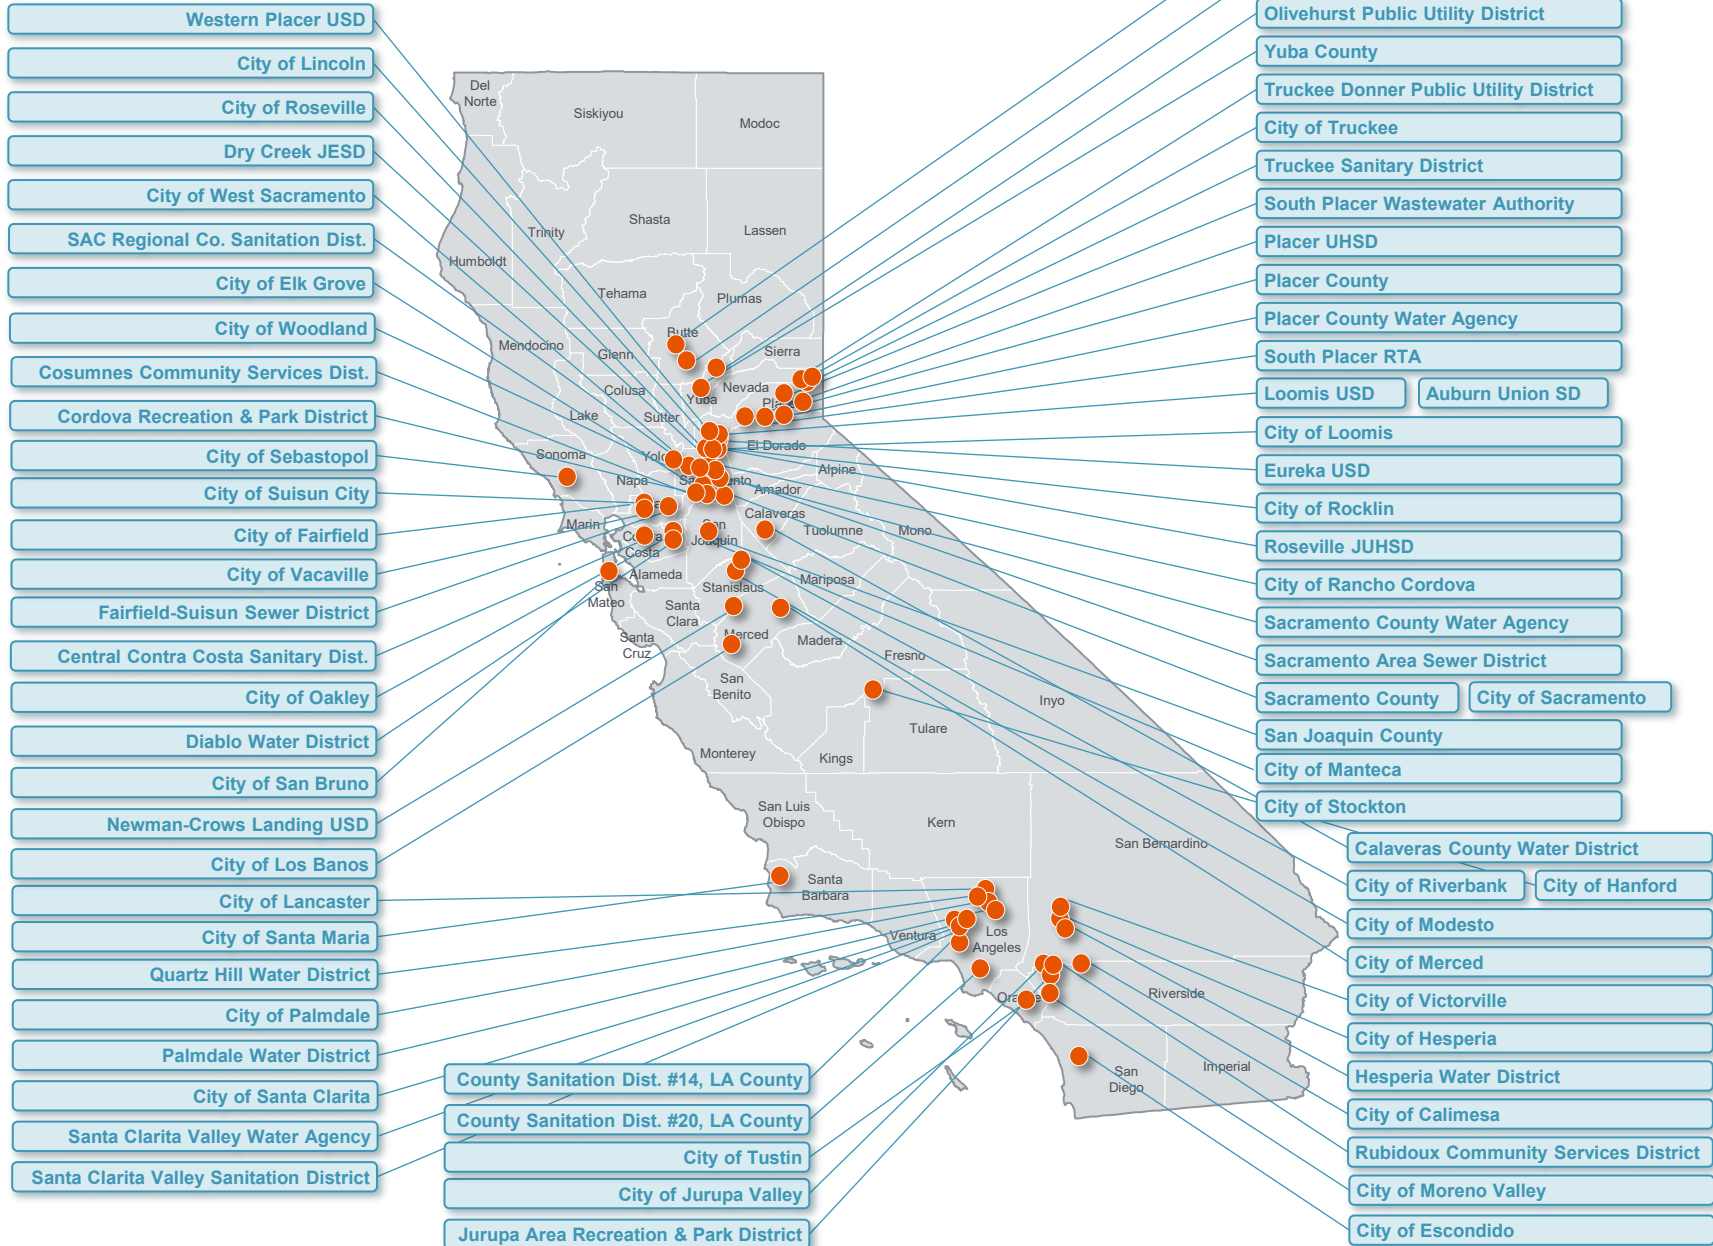 Western Placer USD
City of Lincoln
City of Roseville
Dry Creek JESD
City of West Sacramento
SAC Regional Co. Sanitation Dist.
City of Elk Grove
City of Woodland
Cosumnes Community Services Dist.
Cordova Recreation & Park District
City of Sebastopol
City of Suisun City
City of Fairfield
City of Vacaville
Fairfield-Suisun Sewer District
Central Contra Costa Sanitary Dist.
City of Oakley
Diablo Water District
City of San Bruno
Newman-Crows Landing USD
City of Los Banos
City of Lancaster
City of Santa Maria
Quartz Hill Water District
City of Palmdale
Palmdale Water District
City of Santa Clarita
Santa Clarita Valley Water Agency
Santa Clarita Valley Sanitation District
County Sanitation Dist. #14, LA County
County Sanitation Dist. #20, LA County
City of Tustin
City of Jurupa Valley
Jurupa Area Recreation & Park District
Del
Norte
Siskiyou
Modoc
Shasta
Trinity
Lassen
Humboldt
Tehama
Plumas
Butte
Mendocino
Glenn
Sierra
Colusa
Nevada
Yuba
Lake
Sutter
El Dorado
Sonoma
Napa
Alpine
Amador
Marin
Calaveras
San
Joaquin
Tuolumne
Mono
Costa
Alameda
San
Mateo
Stanislaus
Mariposa
Santa
Clara
Santa
Cruz
Merced
Madera
Fresno
San
Benito
Inyo
Tulare
Monterey
Kings
San Luis
Obispo
Kern
San Bernardino
Santa
Barbara
Ventura
Los
Angeles
Riverside
San
Diego
Imperial
Olivehurst Public Utility District
Yuba County
Truckee Donner Public Utility District
City of Truckee
Truckee Sanitary District
South Placer Wastewater Authority
Placer UHSD
Placer County
Placer County Water Agency
South Placer RTA
Loomis USD
Auburn Union SD
City of Loomis
Eureka USD
City of Rocklin
Roseville JUHSD
City of Rancho Cordova
Sacramento County Water Agency
Sacramento Area Sewer District
Sacramento County
City of Sacramento
San Joaquin County
City of Manteca
City of Stockton
Calaveras County Water District
City of Riverbank
City of Hanford
City of Modesto
City of Merced
City of Victorville
City of Hesperia
Hesperia Water District
City of Calimesa
Rubidoux Community Services District
City of Moreno Valley
City of Escondido